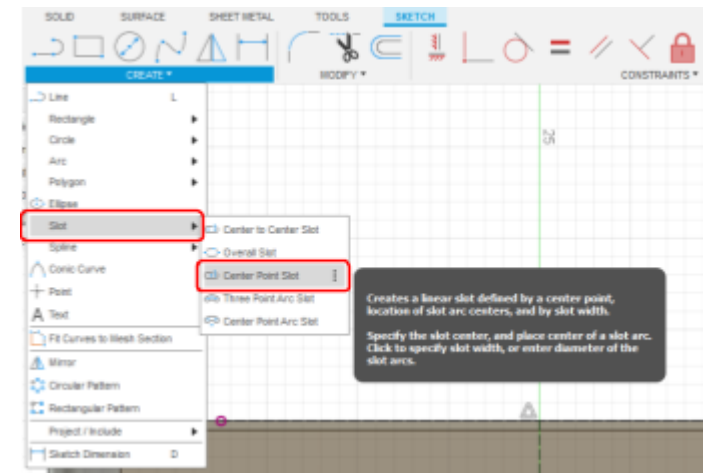 SOLID SURFACE SHEET METAL TOOLS SKETCH
CREATE ▾ MODIFY ▾ CONSTRAINTS ▾
Line L
Rectangle
Circle
Arc
Polygon
Ellipse
Slot
Spline
Conic Curve
Point
Text
Fit Curves to Mesh Section
Mirror
Circular Pattern
Rectangular Pattern
Project / Include
Sketch Dimension D
Center to Center Slot
Overall Slot
Center Point Slot
Three Point Arc Slot
Center Point Arc Slot
Creates a linear slot defined by a center point,
location of slot arc centers, and by slot width.
Specify the slot center, and place center of a slot arc.
Click to specify slot width, or enter diameter of the
slot arcs.
25